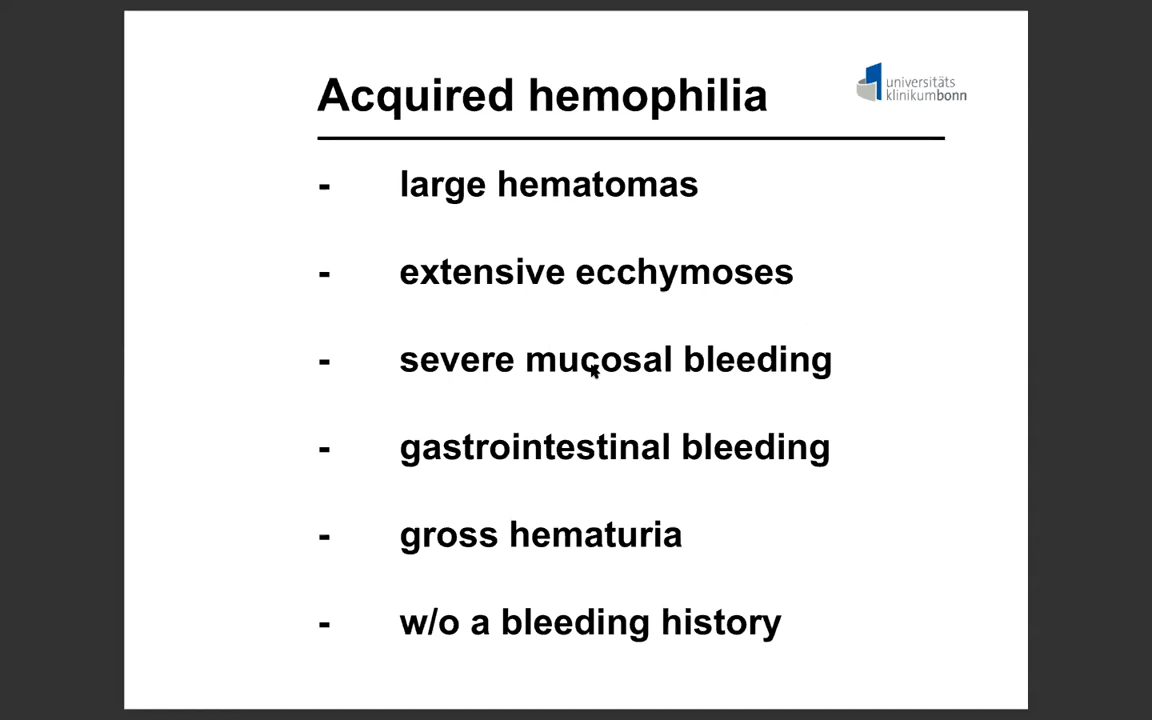 Acquired hemophilia
universitäts
klinikumbonn
- large hematomas
- extensive ecchymoses
- severe mucosal bleeding
- gastrointestinal bleeding
- gross hematuria
- w/o a bleeding history